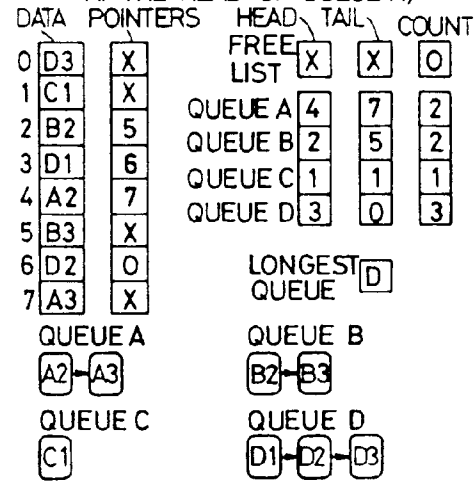 DATA POINTERS HEAD TAIL COUNT
FREE LIST X X 0
0 D3 X
1 C1 X
2 B2 5
3 D1 6
4 A2 7
5 B3 X
6 D2 0
7 A3 X
QUEUE A 4 7 2
QUEUE B 2 5 2
QUEUE C 1 1 1
QUEUE D 3 0 3
LONGEST QUEUE D
QUEUE A
A2 A3
QUEUE B
B2 B3
QUEUE C
C1
QUEUE D
D1 D2 D3